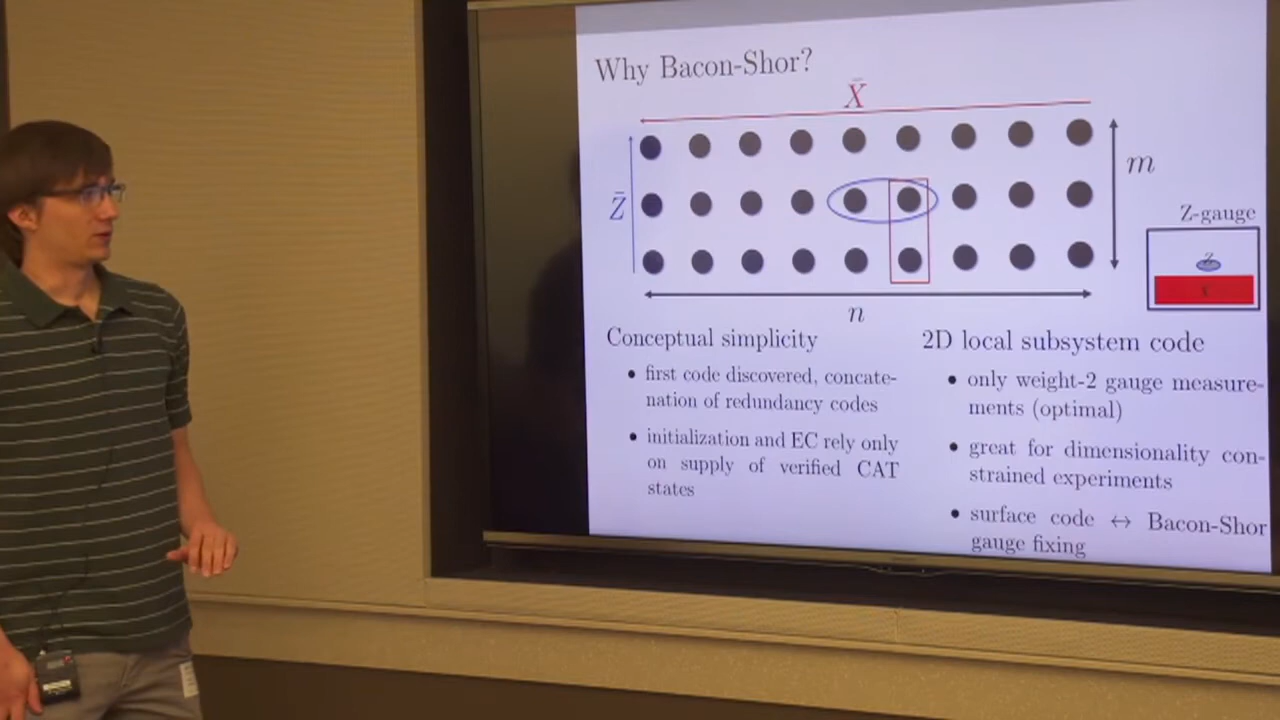 Why Bacon-Shor?
X̄
Z̄
m
n
Z-gauge
Z
X
Conceptual simplicity
• first code discovered, concate-
nation of redundancy codes
• initialization and EC rely only
on supply of verified CAT
states
2D local subsystem code
• only weight-2 gauge measure-
ments (optimal)
• great for dimensionality con-
strained experiments
• surface code ↔ Bacon-Shor
gauge fixing